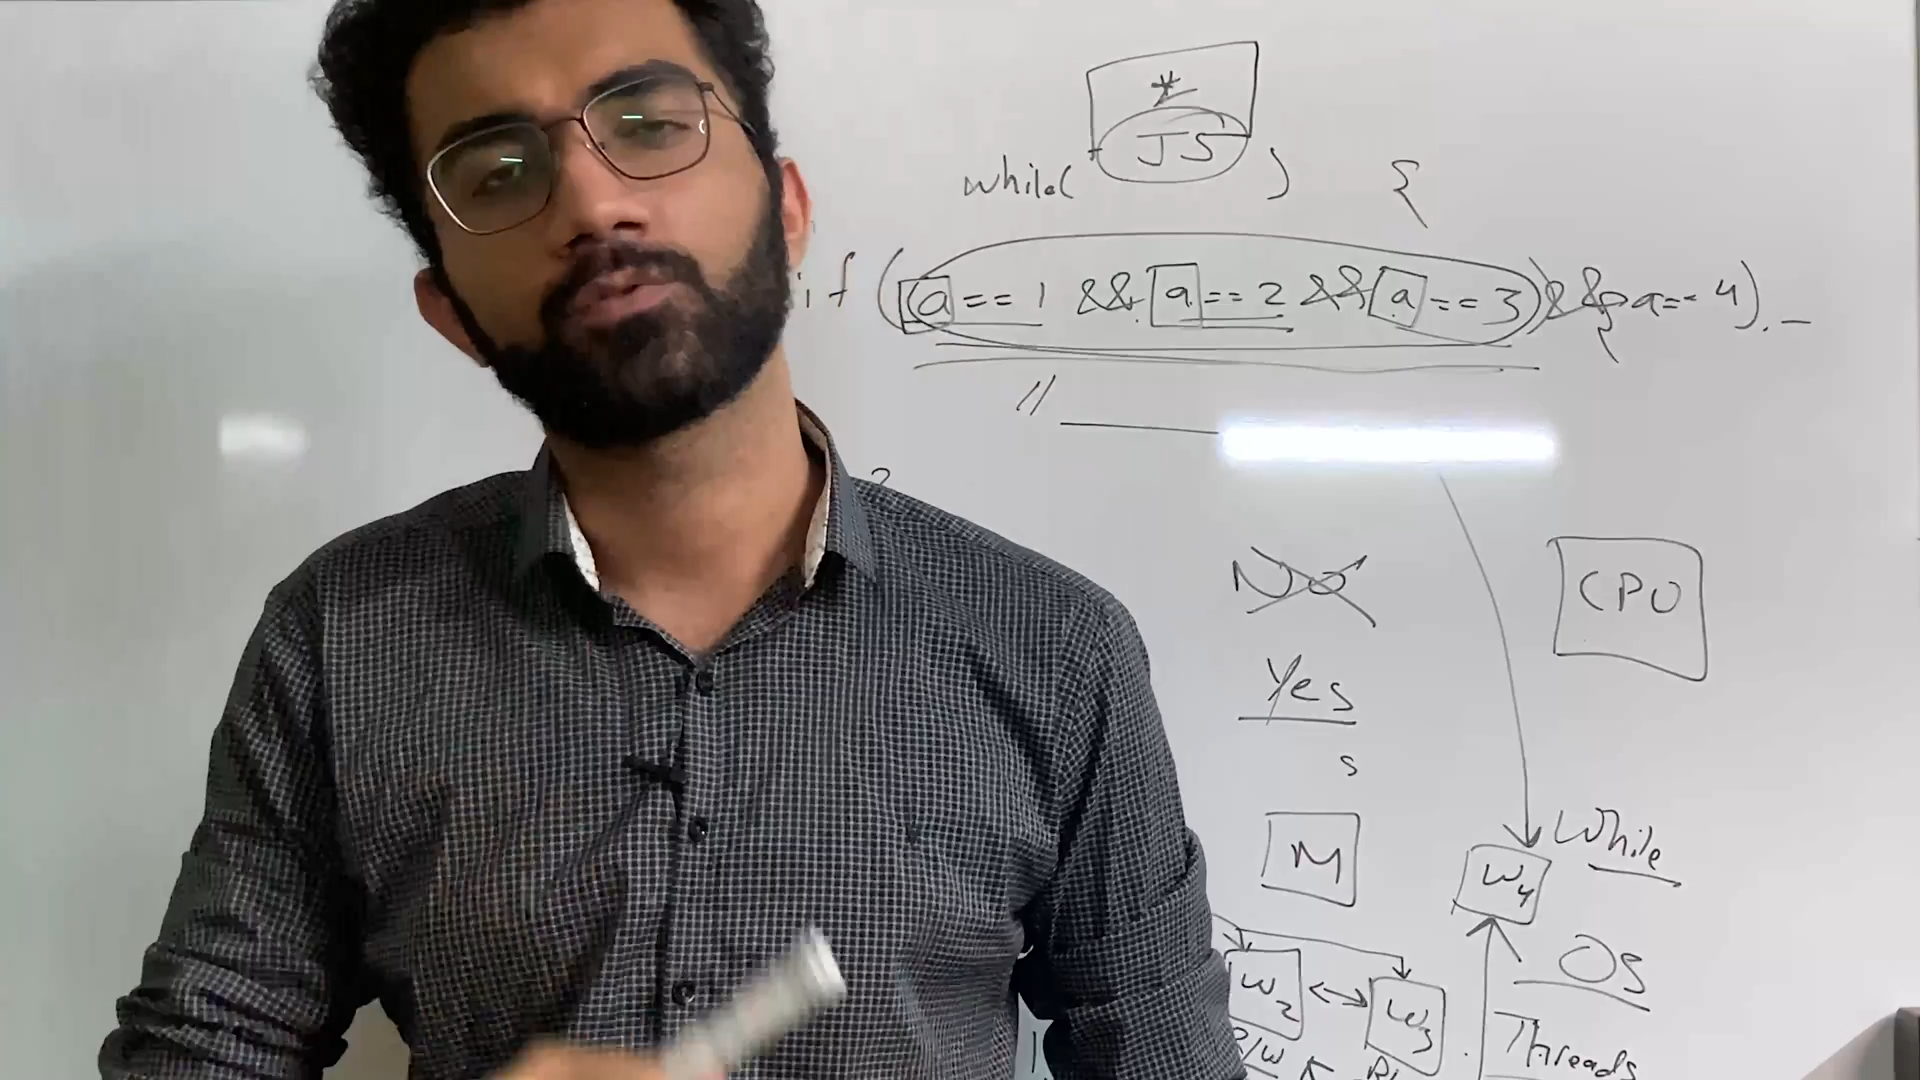 *
JS
while( ) {
if ((a == 1 && a == 2 && a == 3) && a == 4) {
//
?
No
CPU
Yes
s
While
M
W4
OS
W2
W3
Threads
R/W